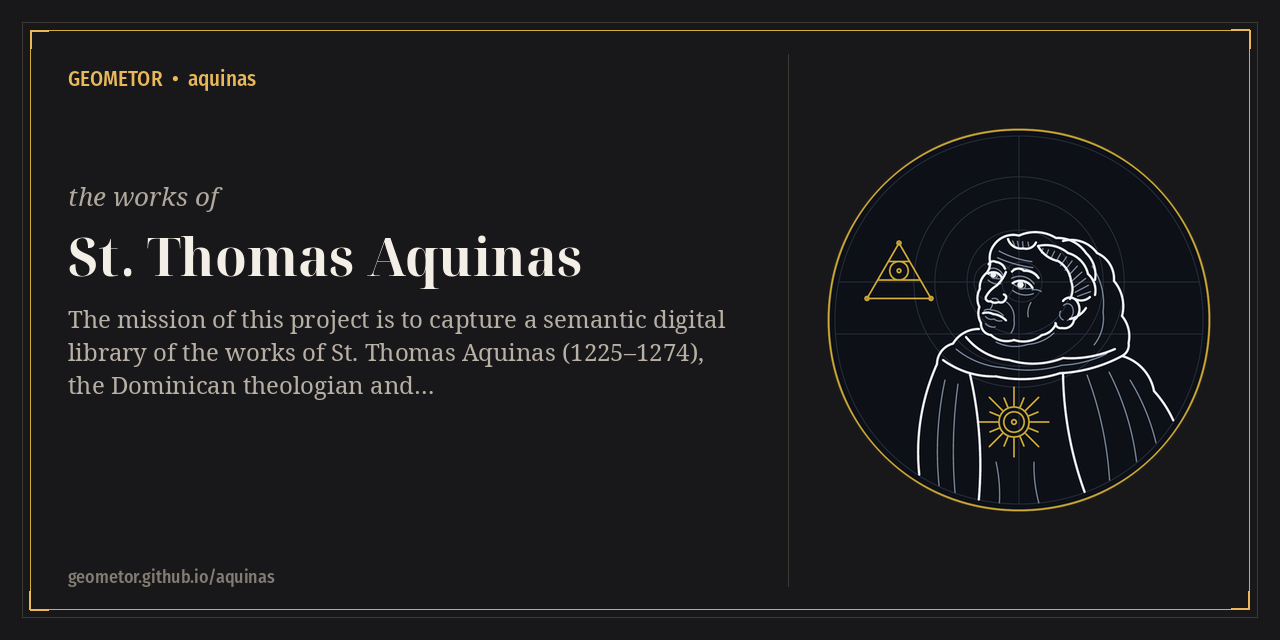 GEOMETOR • aquinas
the works of
St. Thomas Aquinas
The mission of this project is to capture a semantic digital
library of the works of St. Thomas Aquinas (1225–1274),
the Dominican theologian and...
geometor.github.io/aquinas